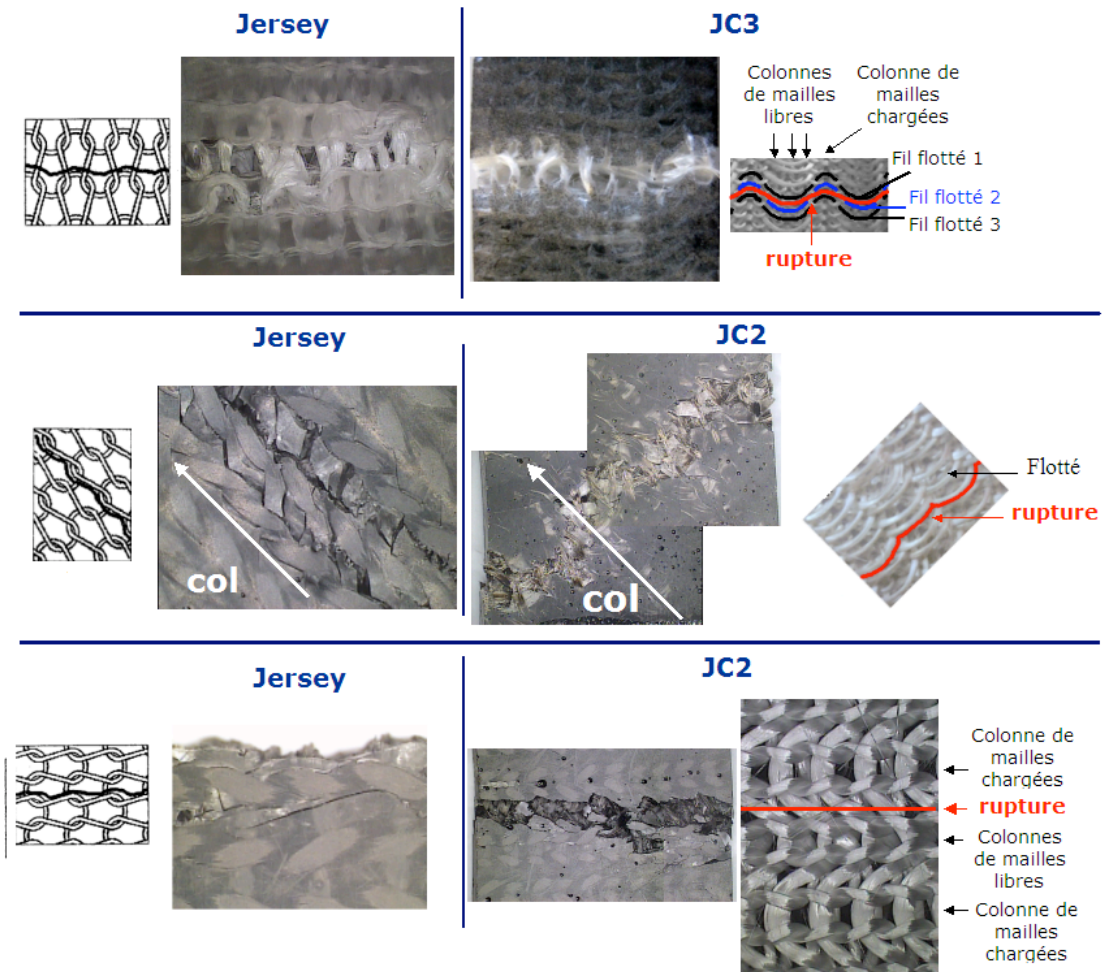 Jersey
JC3
Colonnes
de mailles
libres
Colonne de
mailles
chargées
Fil flotté 1
Fil flotté 2
Fil flotté 3
rupture
Jersey
JC2
col
col
Flotté
rupture
Jersey
JC2
Colonne de
mailles
chargées
rupture
Colonnes
de mailles
libres
Colonne de
mailles
chargées